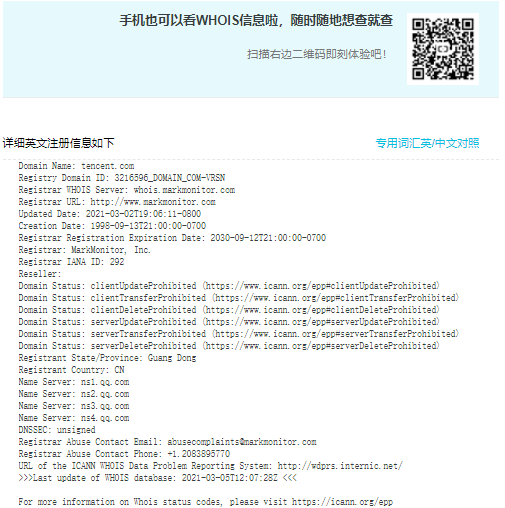 手机也可以看WHOIS信息啦，随时随地想查就查
扫描右边二维码即刻体验吧！
详细英文注册信息如下
专用词汇英/中文对照
Domain Name: tencent.com
Registry Domain ID: 3216596_DOMAIN_COM-VRSN
Registrar WHOIS Server: whois.markmonitor.com
Registrar URL: http://www.markmonitor.com
Updated Date: 2021-03-02T19:06:11-0800
Creation Date: 1998-09-13T21:00:00-0700
Registrar Registration Expiration Date: 2030-09-12T21:00:00-0700
Registrar: MarkMonitor, Inc.
Registrar IANA ID: 292
Reseller:
Domain Status: clientUpdateProhibited (https://www.icann.org/epp#clientUpdateProhibited)
Domain Status: clientTransferProhibited (https://www.icann.org/epp#clientTransferProhibited)
Domain Status: clientDeleteProhibited (https://www.icann.org/epp#clientDeleteProhibited)
Domain Status: serverUpdateProhibited (https://www.icann.org/epp#serverUpdateProhibited)
Domain Status: serverTransferProhibited (https://www.icann.org/epp#serverTransferProhibited)
Domain Status: serverDeleteProhibited (https://www.icann.org/epp#serverDeleteProhibited)
Registrant State/Province: Guang Dong
Registrant Country: CN
Name Server: ns1.qq.com
Name Server: ns2.qq.com
Name Server: ns3.qq.com
Name Server: ns4.qq.com
DNSSEC: unsigned
Registrar Abuse Contact Email: abusecomplaints@markmonitor.com
Registrar Abuse Contact Phone: +1.2083895770
URL of the ICANN WHOIS Data Problem Reporting System: http://wdprs.internic.net/
>>>Last update of WHOIS database: 2021-03-05T12:07:28Z <<<
For more information on Whois status codes, please visit https://icann.org/epp